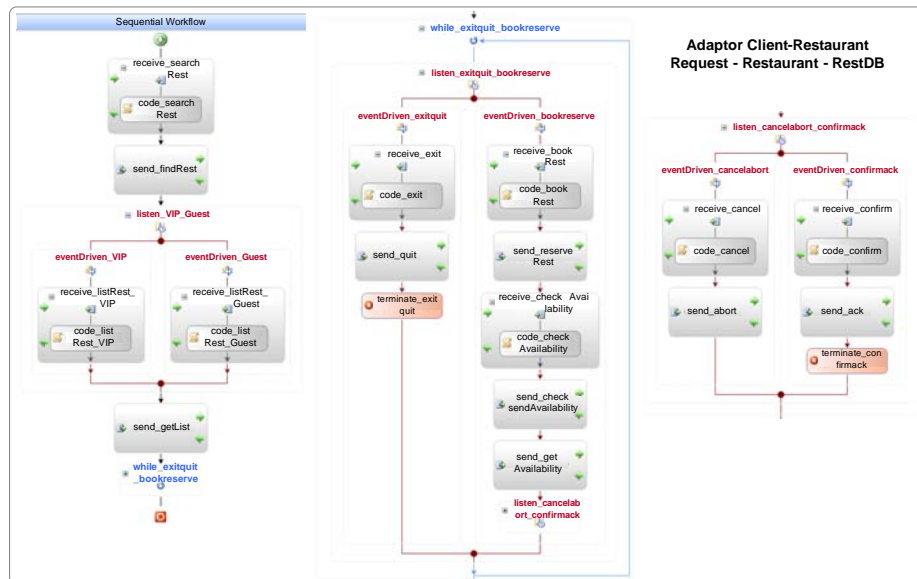 Sequential Workflow
receive_search
Rest
code_search
Rest
send_findRest
listen_VIP_Guest
eventDriven_VIP
eventDriven_Guest
receive_listRest_
VIP
receive_listRest_
Guest
code_list
Rest_VIP
code_list
Rest_Guest
send_getList
while_exitquit
_bookreserve
while_exitquit_bookreserve
listen_exitquit_bookreserve
eventDriven_exitquit
eventDriven_bookreserve
receive_exit
code_exit
send_quit
terminate_exit
quit
receive_book
Rest
code_book
Rest
send_reserve
Rest
receive_check_Avai
lability
code_check
Availability
send_check
sendAvailability
send_get
Availability
listen_cancelab
ort_confirmack
Adaptor Client-Restaurant
Request - Restaurant - RestDB
listen_cancelabort_confirmack
eventDriven_cancelabort
eventDriven_confirmack
receive_cancel
code_cancel
send_abort
receive_confirm
code_confirm
send_ack
terminate_con
firmack